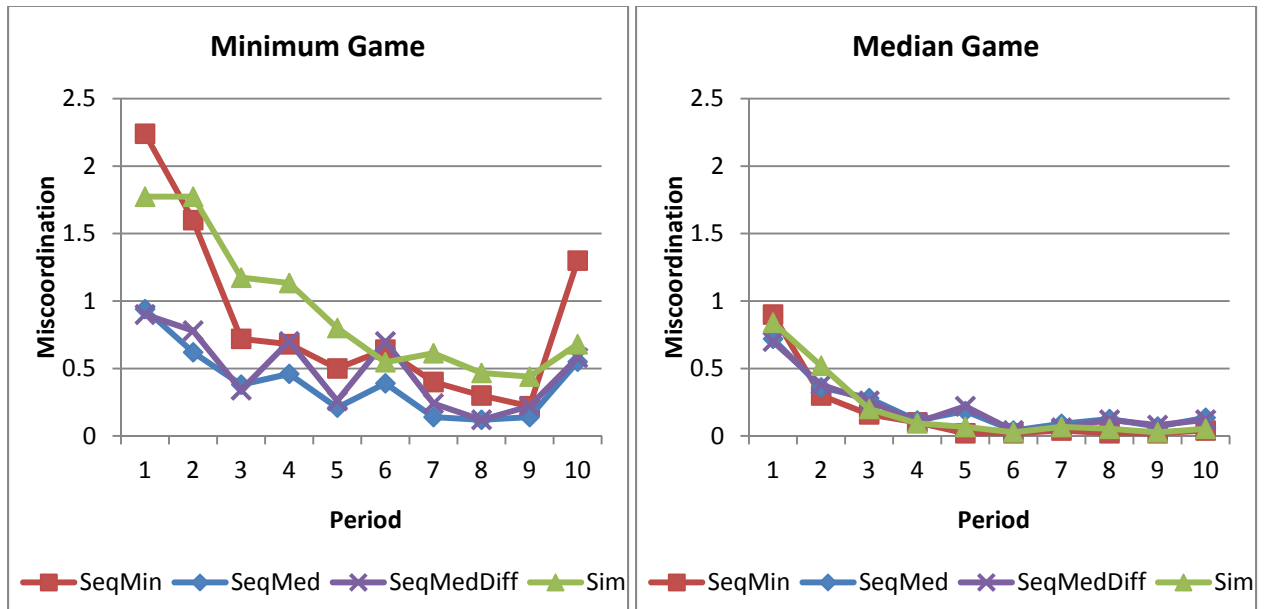 Minimum Game
2.5
2
1.5
1
0.5
0
Miscoordination
1 2 3 4 5 6 7 8 9 10
Period
SeqMin SeqMed SeqMedDiff Sim
Median Game
2.5
2
1.5
1
0.5
0
Miscoordination
1 2 3 4 5 6 7 8 9 10
Period
SeqMin SeqMed SeqMedDiff Sim